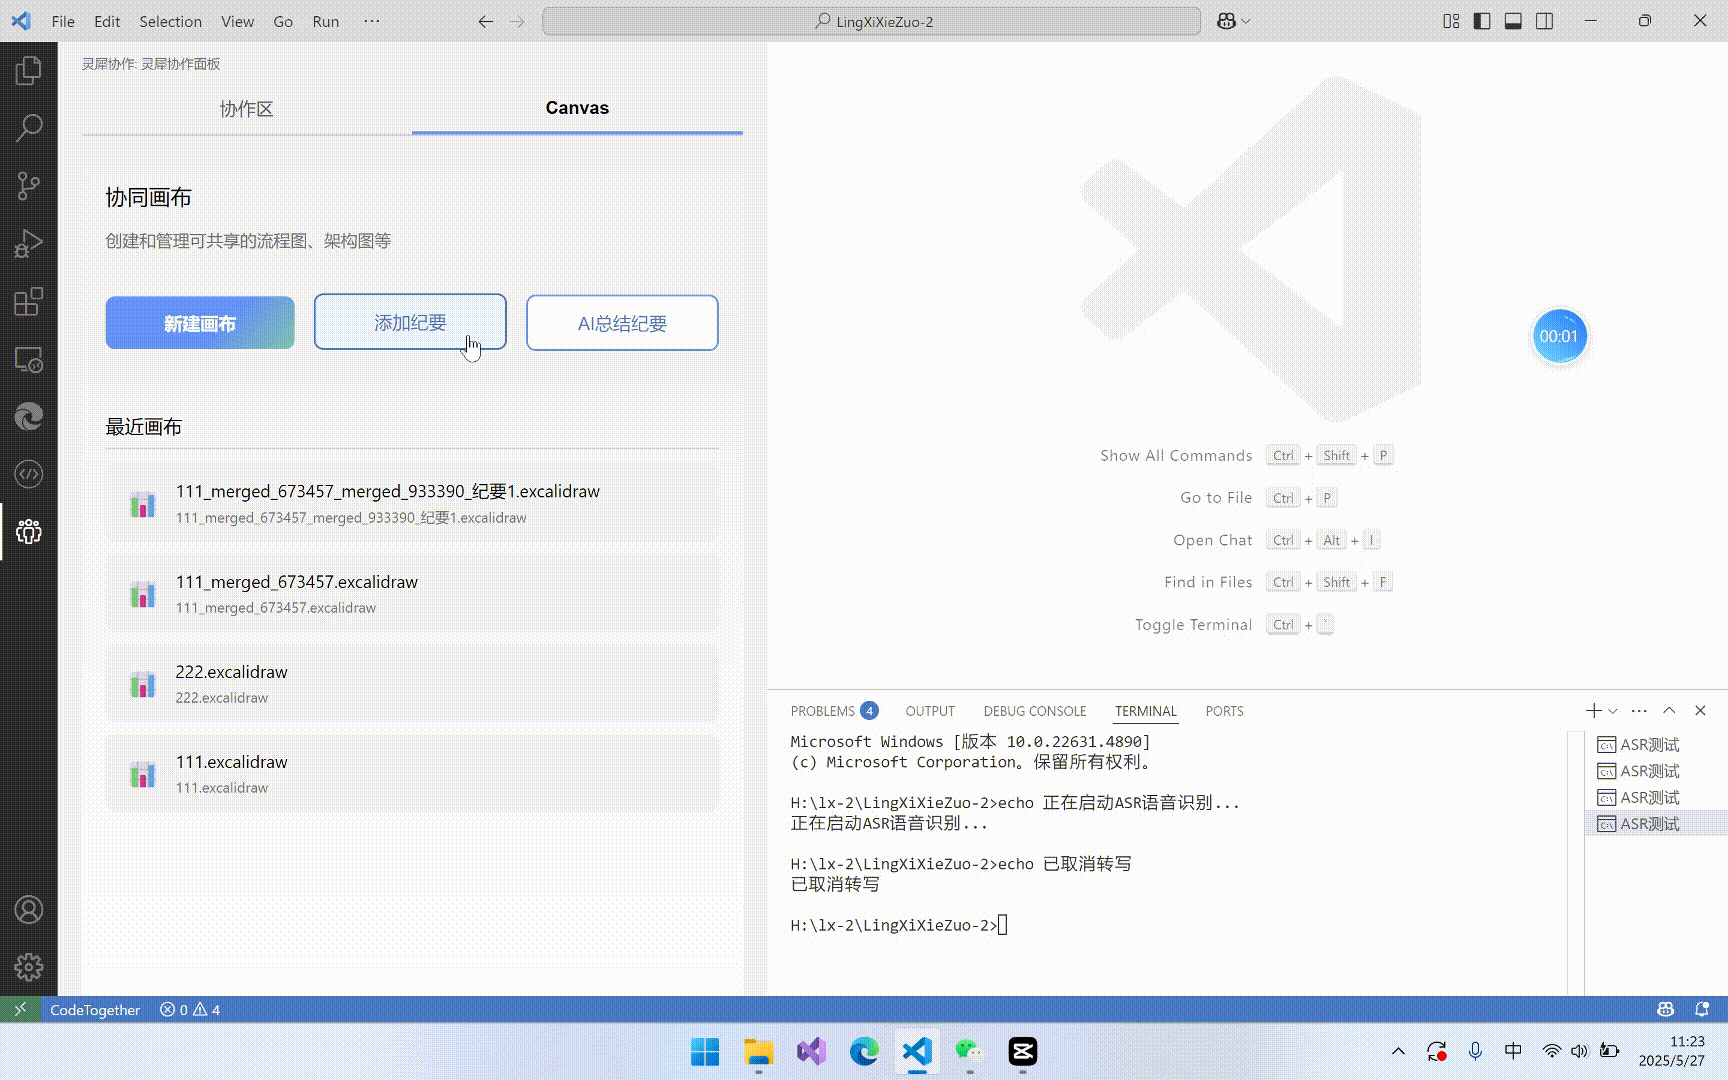 File Edit Selection View Go Run ···
LingXiXieZuo-2
灵犀协作: 灵犀协作面板
协作区
Canvas
协同画布
创建和管理可共享的流程图、架构图等
新建画布
添加纪要
AI总结纪要
最近画布
111_merged_673457_merged_933390_纪要1.excalidraw
111_merged_673457_merged_933390_纪要1.excalidraw
111_merged_673457.excalidraw
111_merged_673457.excalidraw
222.excalidraw
222.excalidraw
111.excalidraw
111.excalidraw
00:01
Show All Commands Ctrl + Shift + P
Go to File Ctrl + P
Open Chat Ctrl + Alt + I
Find in Files Ctrl + Shift + F
Toggle Terminal Ctrl + `
PROBLEMS 4 OUTPUT DEBUG CONSOLE TERMINAL PORTS
Microsoft Windows [版本 10.0.22631.4890]
(c) Microsoft Corporation。保留所有权利。
H:\lx-2\LingXiXieZuo-2>echo 正在启动ASR语音识别...
正在启动ASR语音识别...
H:\lx-2\LingXiXieZuo-2>echo 已取消转写
已取消转写
H:\lx-2\LingXiXieZuo-2>
ASR测试
ASR测试
ASR测试
ASR测试
CodeTogether 0 4
中
11:23
2025/5/27